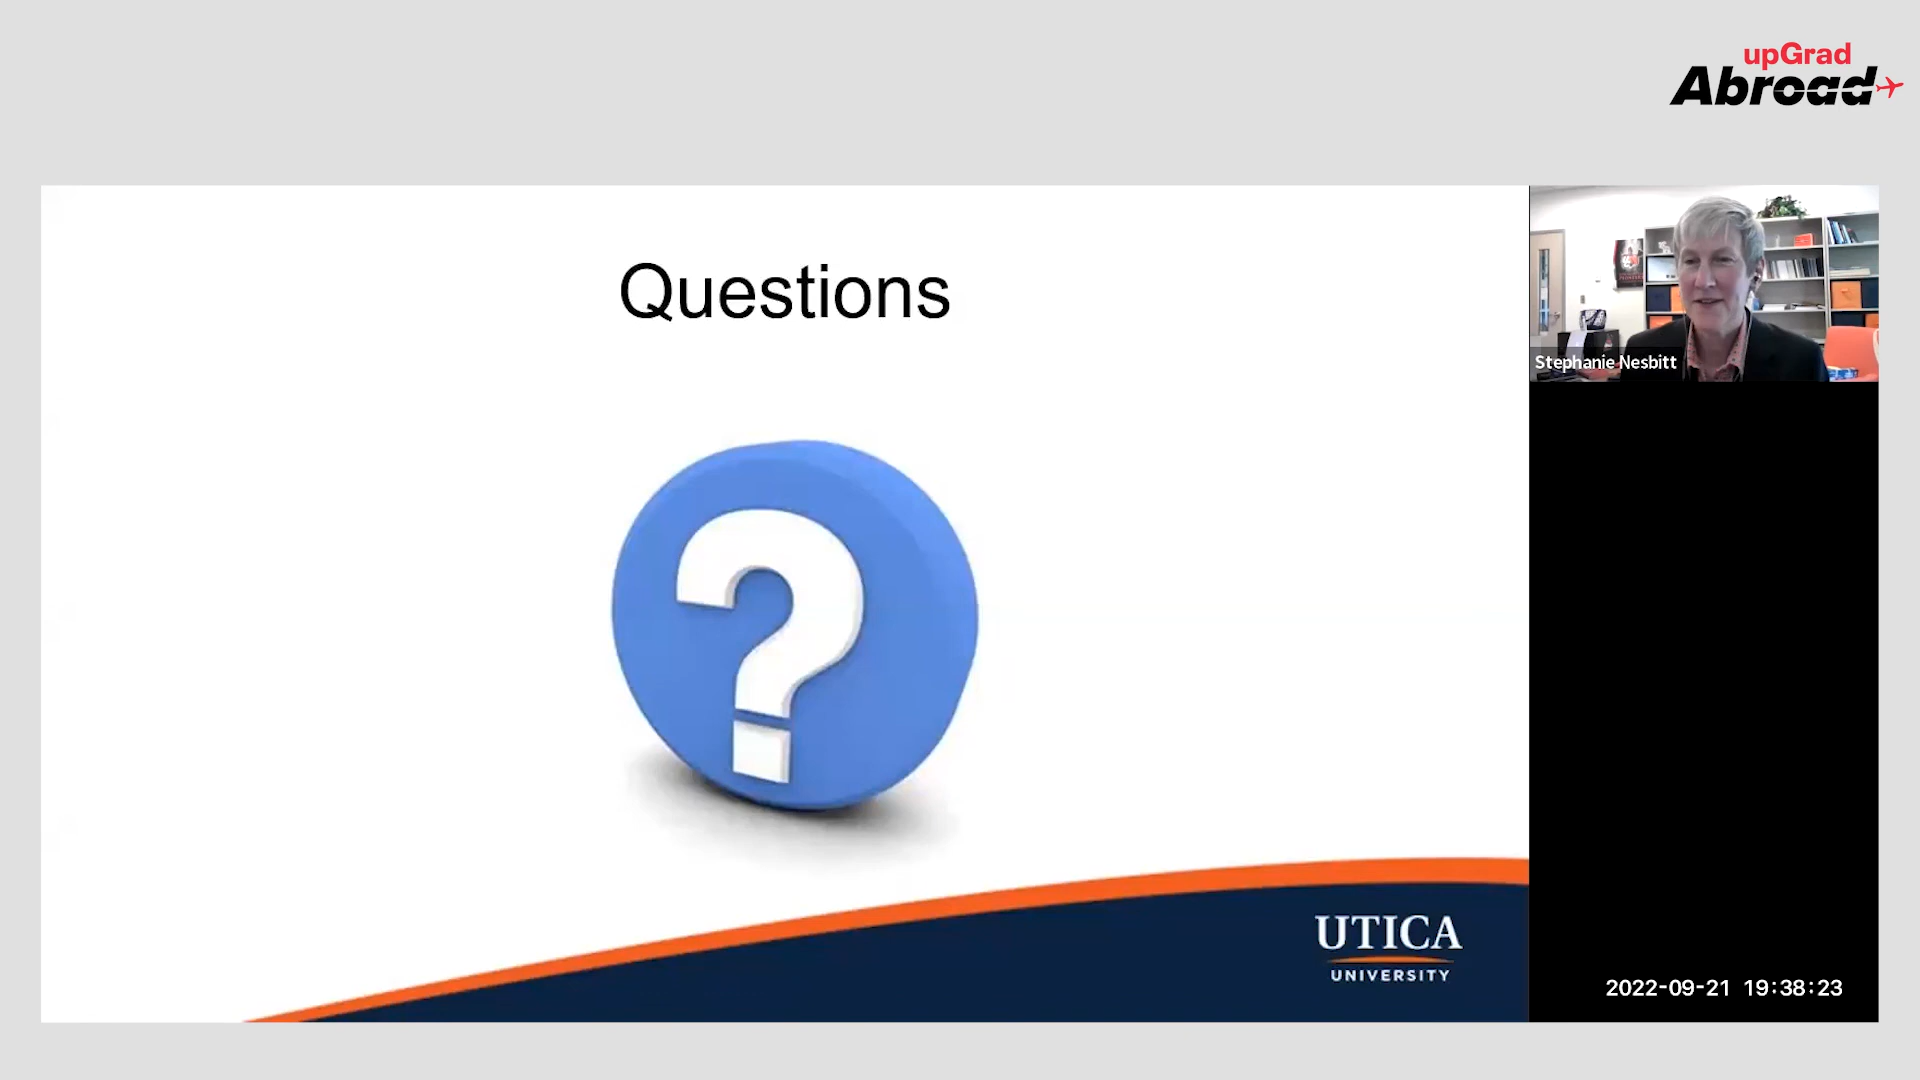 upGrad
Abroad
Questions
?
Stephanie Nesbitt
UTICA
UNIVERSITY
2022-09-21 19:38:23